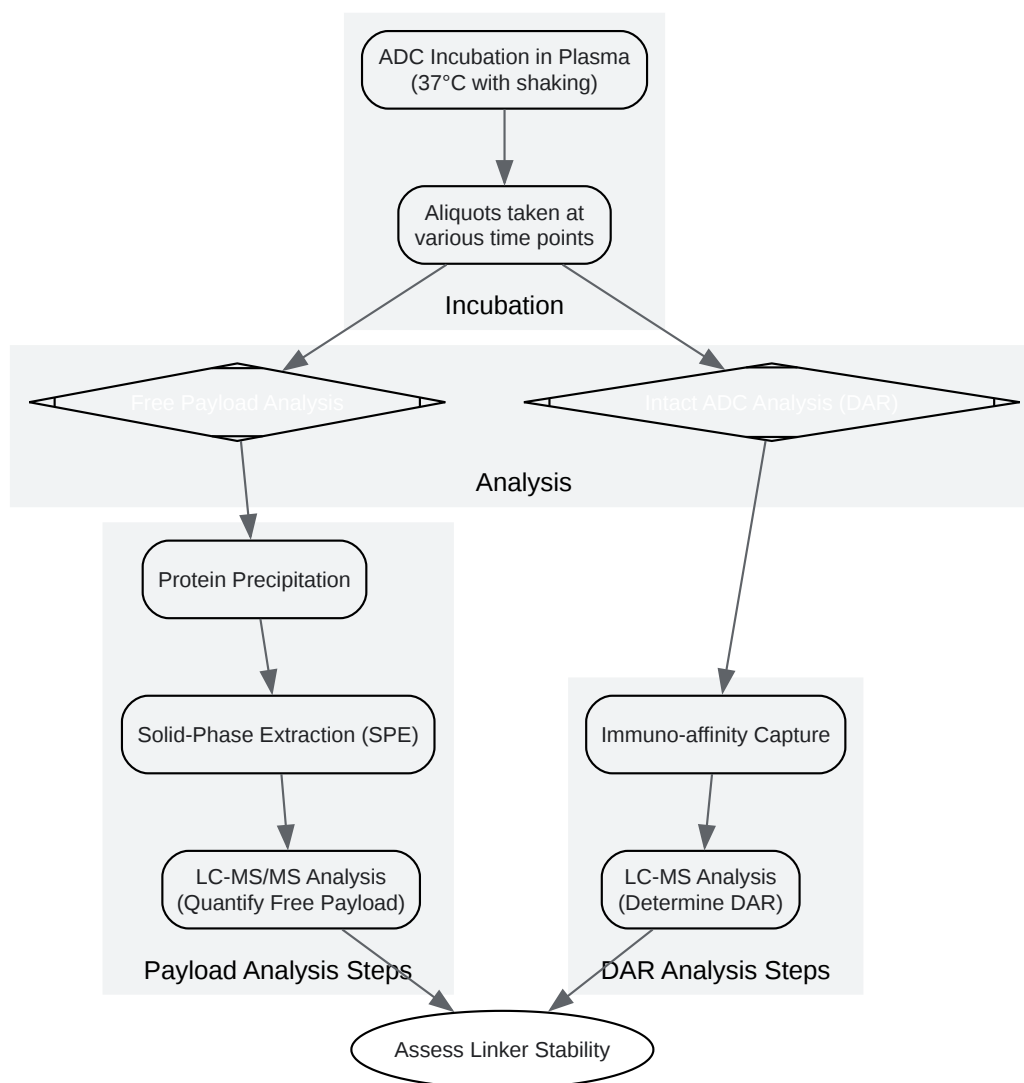 ADC Incubation in Plasma
(37°C with shaking)
Aliquots taken at
various time points
Incubation
Free Payload Analysis
Intact ADC Analysis (DAR)
Analysis
Protein Precipitation
Solid-Phase Extraction (SPE)
Immuno-affinity Capture
LC-MS/MS Analysis
(Quantify Free Payload)
LC-MS Analysis
(Determine DAR)
Payload Analysis Steps
DAR Analysis Steps
Assess Linker Stability